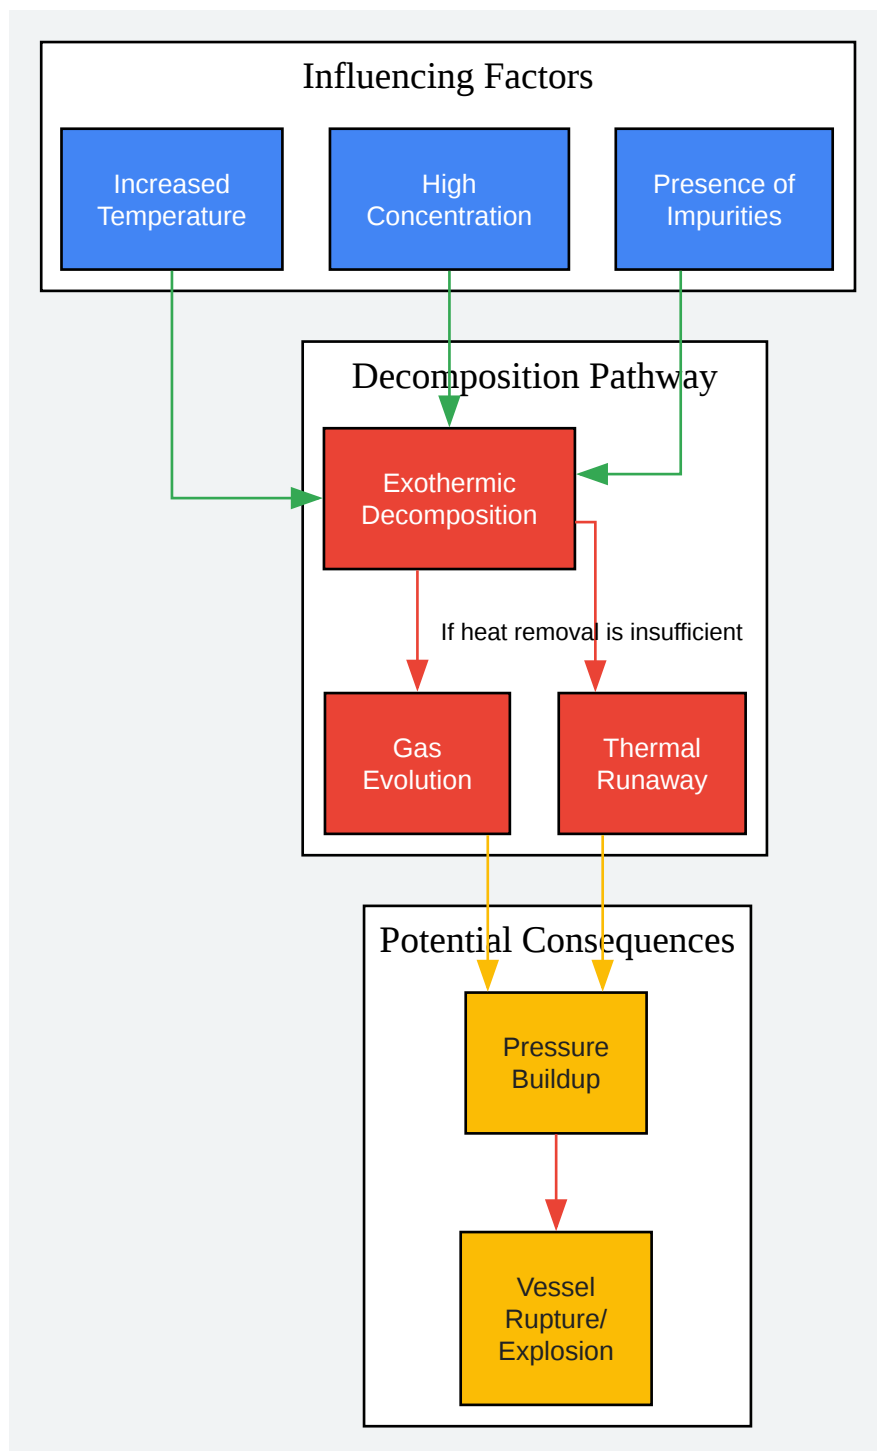 Influencing Factors
Increased
Temperature
High
Concentration
Presence of
Impurities
Decomposition Pathway
Exothermic
Decomposition
If heat removal is insufficient
Gas
Evolution
Thermal
Runaway
Potential Consequences
Pressure
Buildup
Vessel
Rupture/
Explosion